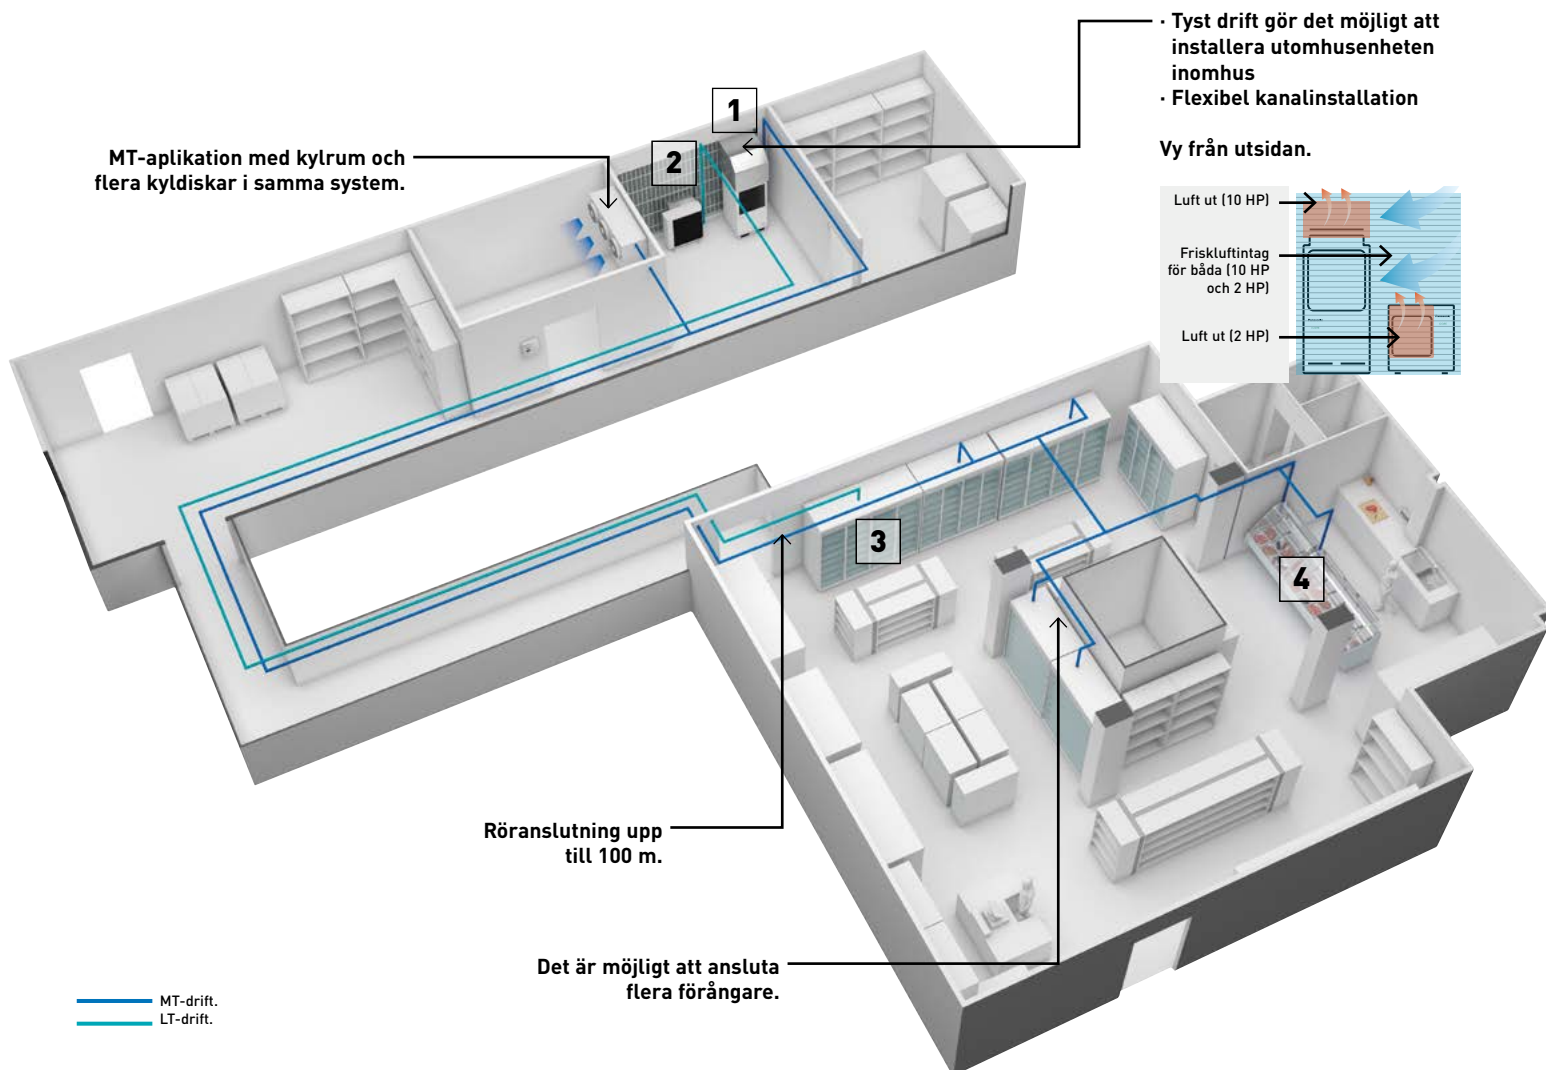 · Tyst drift gör det möjligt att
installera utomhusenheten
inomhus
· Flexibel kanalinstallation
Vy från utsidan.
Luft ut (10 HP)
Friskluftintag
för båda (10 HP
och 2 HP)
Luft ut (2 HP)
1
2
MT-aplikation med kylrum och
flera kyldiskar i samma system.
3
4
Röranslutning upp
till 100 m.
Det är möjligt att ansluta
flera förångare.
MT-drift.
LT-drift.